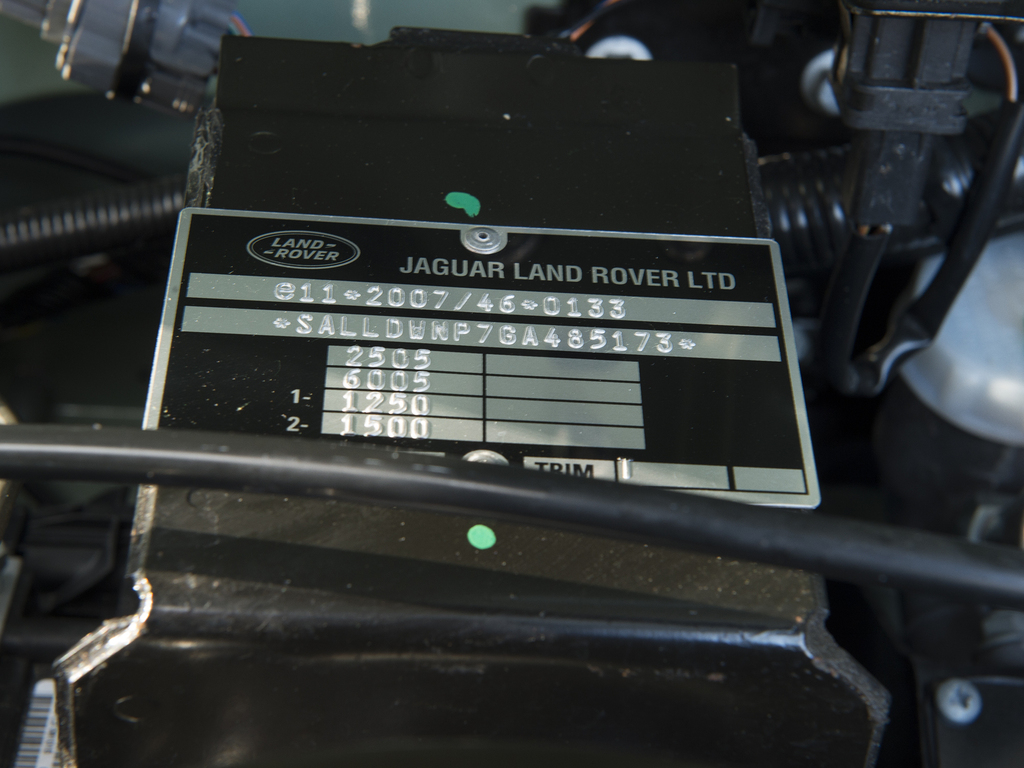 LAND-
-ROVER
JAGUAR LAND ROVER LTD
e11*2007/46*0133
*SALLDWNP7GA485173*
2505
6005
1- 1250
2- 1500
TRIM